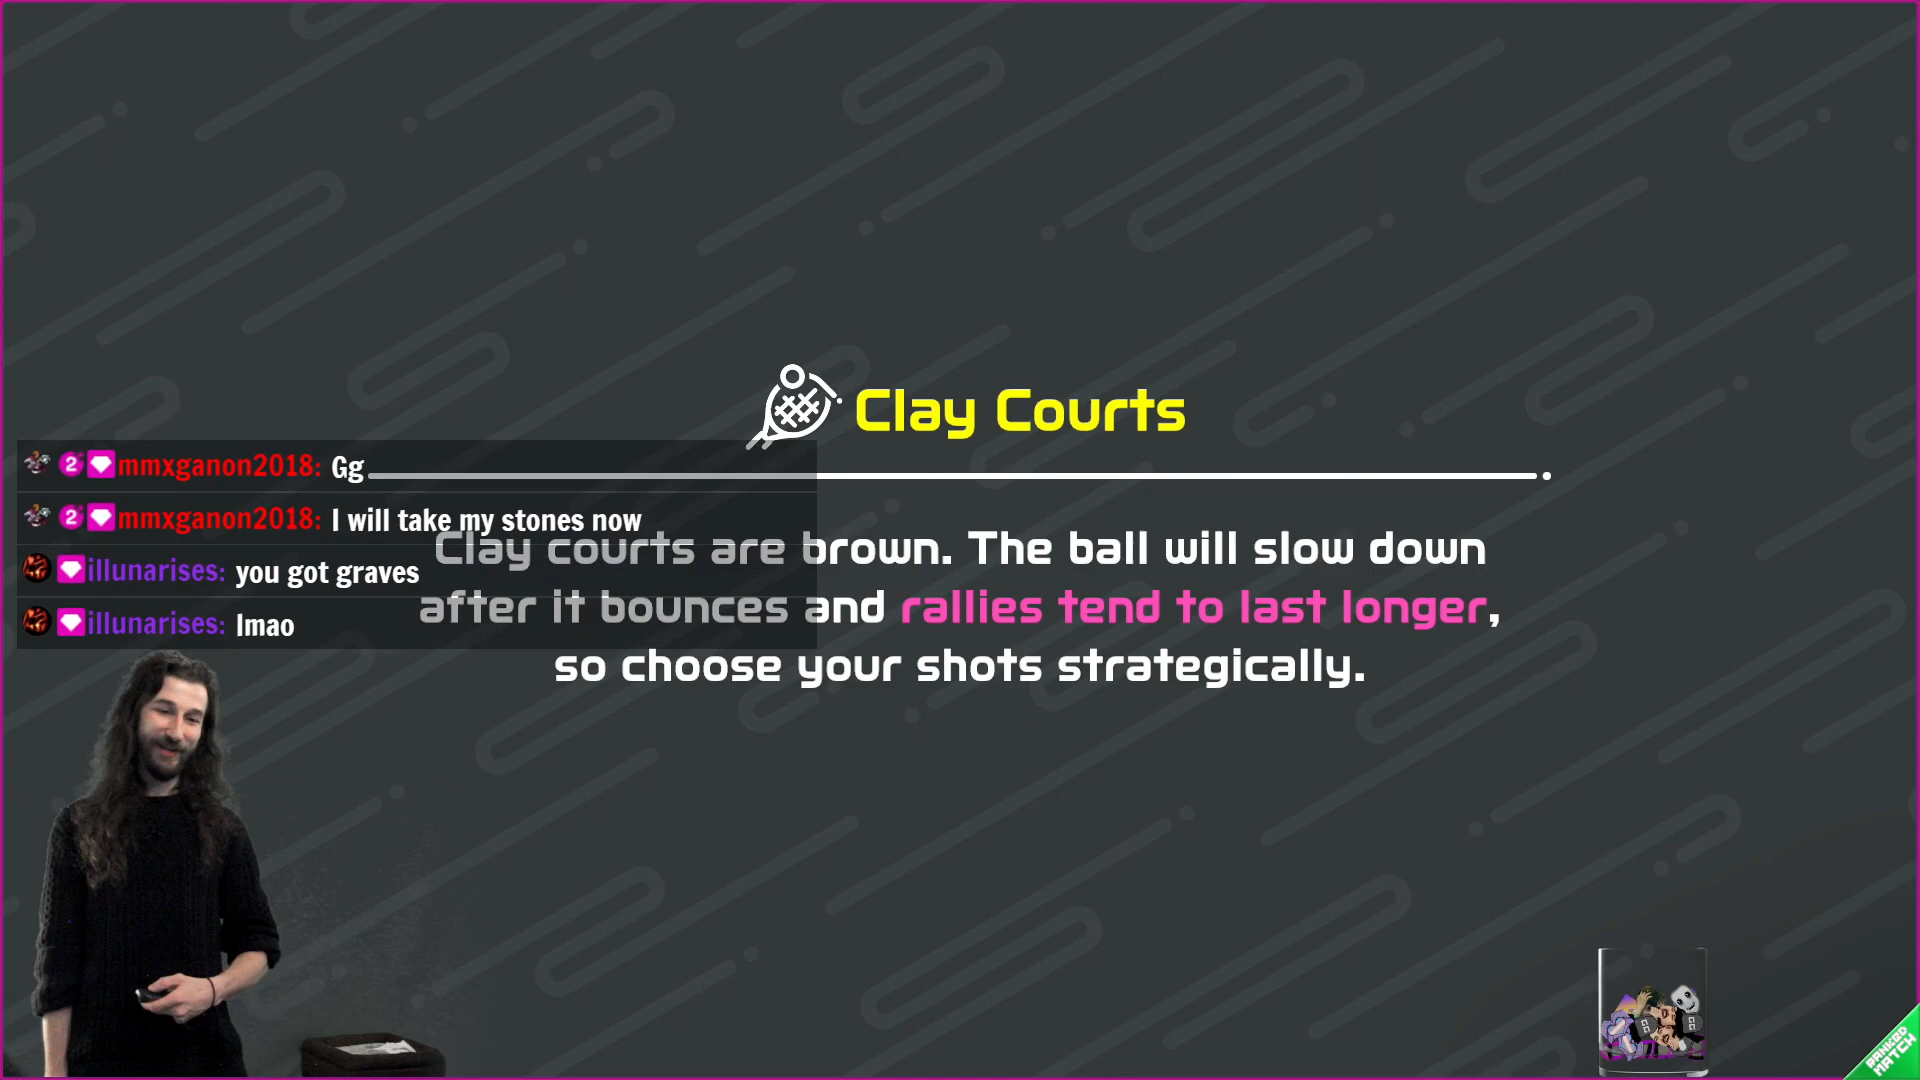 Clay Courts
2 mmxganon2018: Gg
2 mmxganon2018: I will take my stones now
illunarises: you got graves
illunarises: lmao
Clay courts are brown. The ball will slow down
after it bounces and rallies tend to last longer,
so choose your shots strategically.
RANKED
MATCH